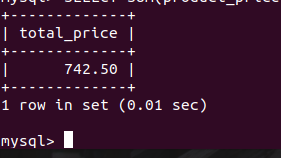 +-------------+
| total_price |
+-------------+
|      742.50 |
+-------------+
1 row in set (0.01 sec)
mysql>